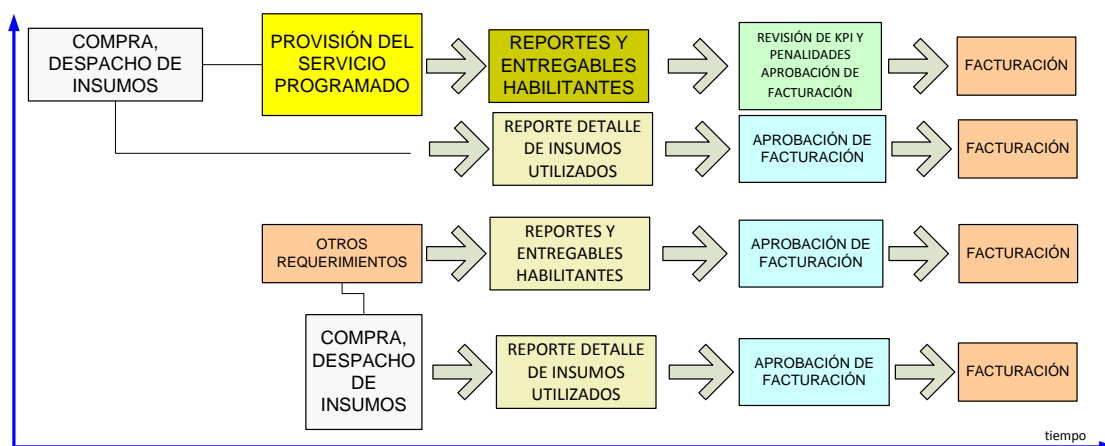 COMPRA,
DESPACHO DE
INSUMOS
PROVISIÓN DEL
SERVICIO
PROGRAMADO
REPORTES Y
ENTREGABLES
HABILITANTES
REVISIÓN DE KPI Y
PENALIDADES
APROBACIÓN DE
FACTURACIÓN
FACTURACIÓN
REPORTE DETALLE
DE INSUMOS
UTILIZADOS
APROBACIÓN DE
FACTURACIÓN
FACTURACIÓN
OTROS
REQUERIMIENTOS
REPORTES Y
ENTREGABLES
HABILITANTES
APROBACIÓN DE
FACTURACIÓN
FACTURACIÓN
COMPRA,
DESPACHO
DE
INSUMOS
REPORTE DETALLE
DE INSUMOS
UTILIZADOS
APROBACIÓN DE
FACTURACIÓN
FACTURACIÓN
tiempo